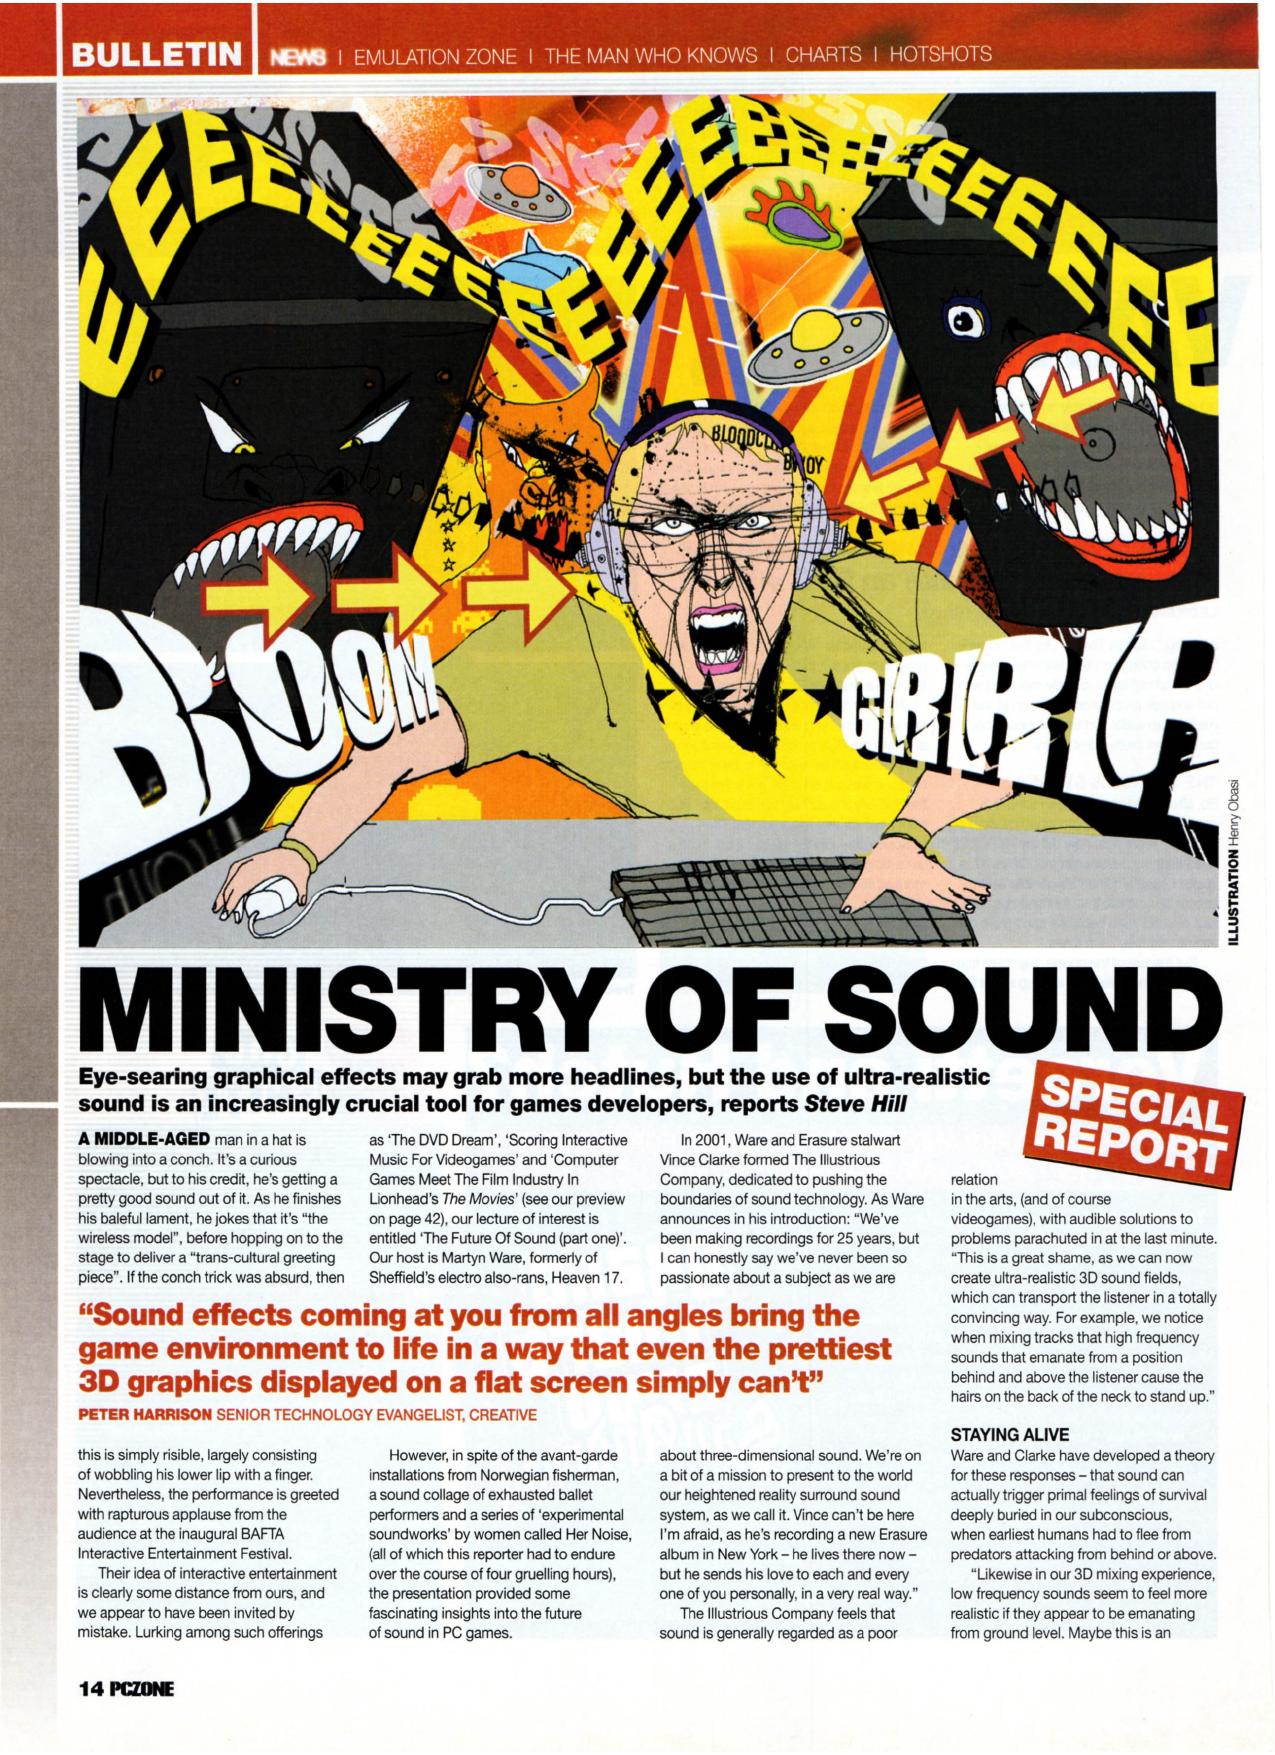 BULLETIN
NEWS | EMULATION ZONE | THE MAN WHO KNOWS | CHARTS | HOTSHOTS
EEEEEEEEEEEEEEEEEEEEEEEEEEEEE
BLOODCL
B YOY
BOOOM
GRRRR
ILLUSTRATION Henry Obasi
MINISTRY OF SOUND
Eye-searing graphical effects may grab more headlines, but the use of ultra-realistic
sound is an increasingly crucial tool for games developers, reports Steve Hill
SPECIAL
REPORT
A MIDDLE-AGED man in a hat is
blowing into a conch. It's a curious
spectacle, but to his credit, he's getting a
pretty good sound out of it. As he finishes
his baleful lament, he jokes that it's "the
wireless model", before hopping on to the
stage to deliver a "trans-cultural greeting
piece". If the conch trick was absurd, then
this is simply risible, largely consisting
of wobbling his lower lip with a finger.
Nevertheless, the performance is greeted
with rapturous applause from the
audience at the inaugural BAFTA
Interactive Entertainment Festival.
Their idea of interactive entertainment
is clearly some distance from ours, and
we appear to have been invited by
mistake. Lurking among such offerings
as 'The DVD Dream', 'Scoring Interactive
Music For Videogames' and 'Computer
Games Meet The Film Industry In
Lionhead's The Movies' (see our preview
on page 42), our lecture of interest is
entitled 'The Future Of Sound (part one)'.
Our host is Martyn Ware, formerly of
Sheffield's electro also-rans, Heaven 17.
However, in spite of the avant-garde
installations from Norwegian fisherman,
a sound collage of exhausted ballet
performers and a series of 'experimental
soundworks' by women called Her Noise,
(all of which this reporter had to endure
over the course of four gruelling hours),
the presentation provided some
fascinating insights into the future
of sound in PC games.
In 2001, Ware and Erasure stalwart
Vince Clarke formed The Illustrious
Company, dedicated to pushing the
boundaries of sound technology. As Ware
announces in his introduction: "We've
been making recordings for 25 years, but
I can honestly say we've never been so
passionate about a subject as we are
about three-dimensional sound. We're on
a bit of a mission to present to the world
our heightened reality surround sound
system, as we call it. Vince can't be here
I'm afraid, as he's recording a new Erasure
album in New York – he lives there now –
but he sends his love to each and every
one of you personally, in a very real way."
The Illustrious Company feels that
sound is generally regarded as a poor
relation
in the arts, (and of course
videogames), with audible solutions to
problems parachuted in at the last minute.
"This is a great shame, as we can now
create ultra-realistic 3D sound fields,
which can transport the listener in a totally
convincing way. For example, we notice
when mixing tracks that high frequency
sounds that emanate from a position
behind and above the listener cause the
hairs on the back of the neck to stand up."
STAYING ALIVE
Ware and Clarke have developed a theory
for these responses – that sound can
actually trigger primal feelings of survival
deeply buried in our subconscious,
when earliest humans had to flee from
predators attacking from behind or above.
"Likewise in our 3D mixing experience,
low frequency sounds seem to feel more
realistic if they appear to be emanating
from ground level. Maybe this is an
"Sound effects coming at you from all angles bring the
game environment to life in a way that even the prettiest
3D graphics displayed on a flat screen simply can't"
PETER HARRISON SENIOR TECHNOLOGY EVANGELIST, CREATIVE
14 PCZONE